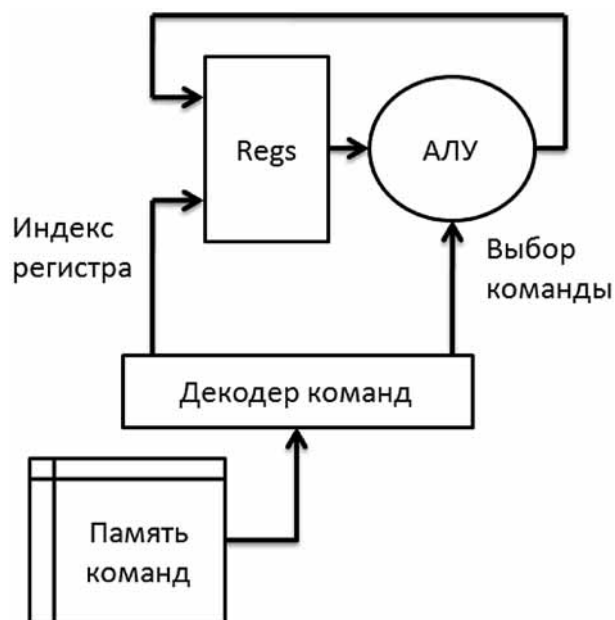 Regs
АЛУ
Индекс
регистра
Выбор
команды
Декодер команд
Память
команд